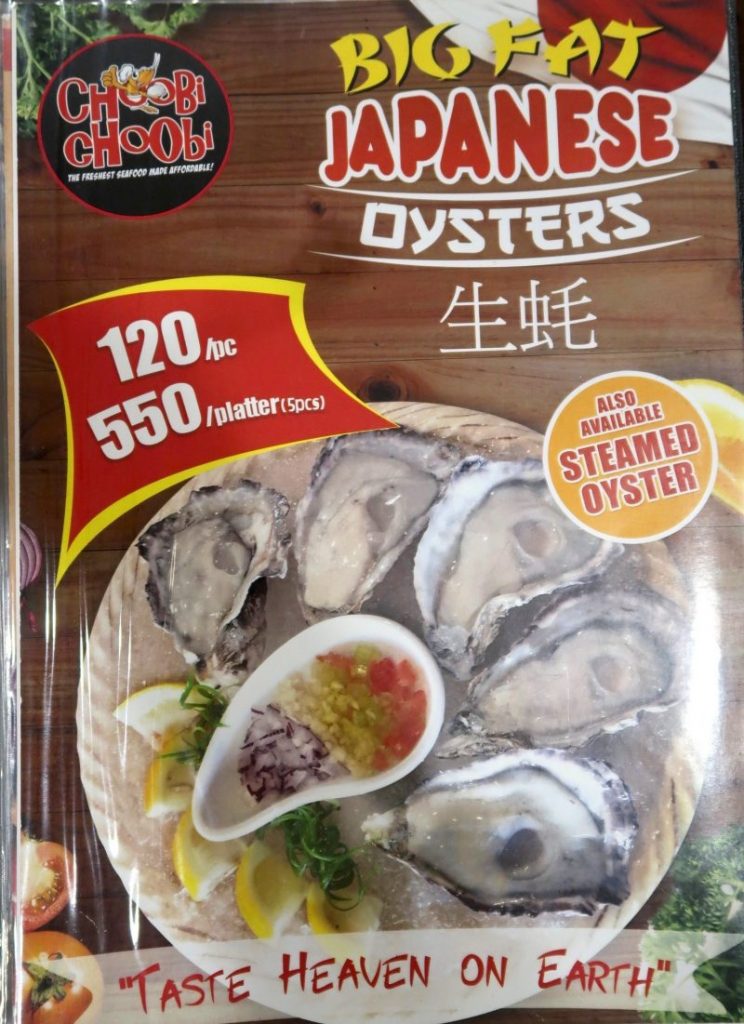 CHOOBi
CHOOBi
THE FRESHEST SEAFOOD MADE AFFORDABLE!
BIG FAT
JAPANESE
OYSTERS
生蚝
120/pc
550/platter(5pcs)
ALSO
AVAILABLE
STEAMED
OYSTER
"TASTE HEAVEN ON EARTH"